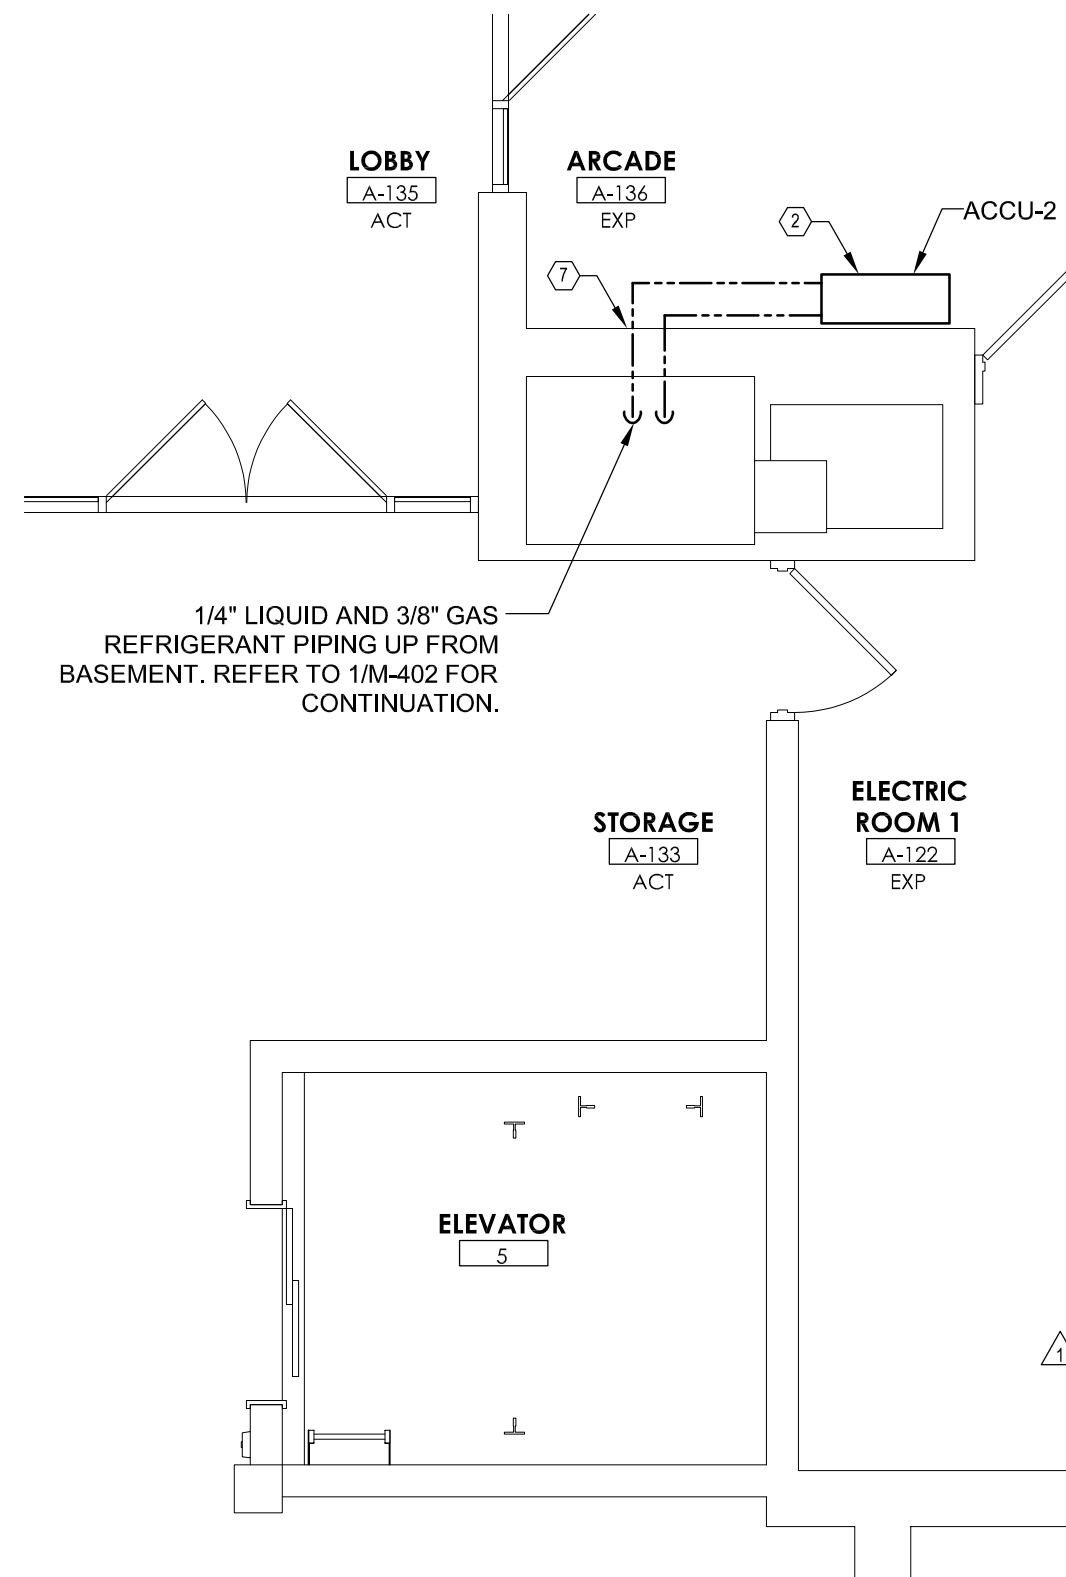 LOBBY
A-135
ACT
ARCADE
A-136
EXP
2
ACCU-2
7
1/4" LIQUID AND 3/8" GAS
REFRIGERANT PIPING UP FROM
BASEMENT. REFER TO 1/M-402 FOR
CONTINUATION.
STORAGE
A-133
ACT
ELECTRIC
ROOM 1
A-122
EXP
ELEVATOR
5
1